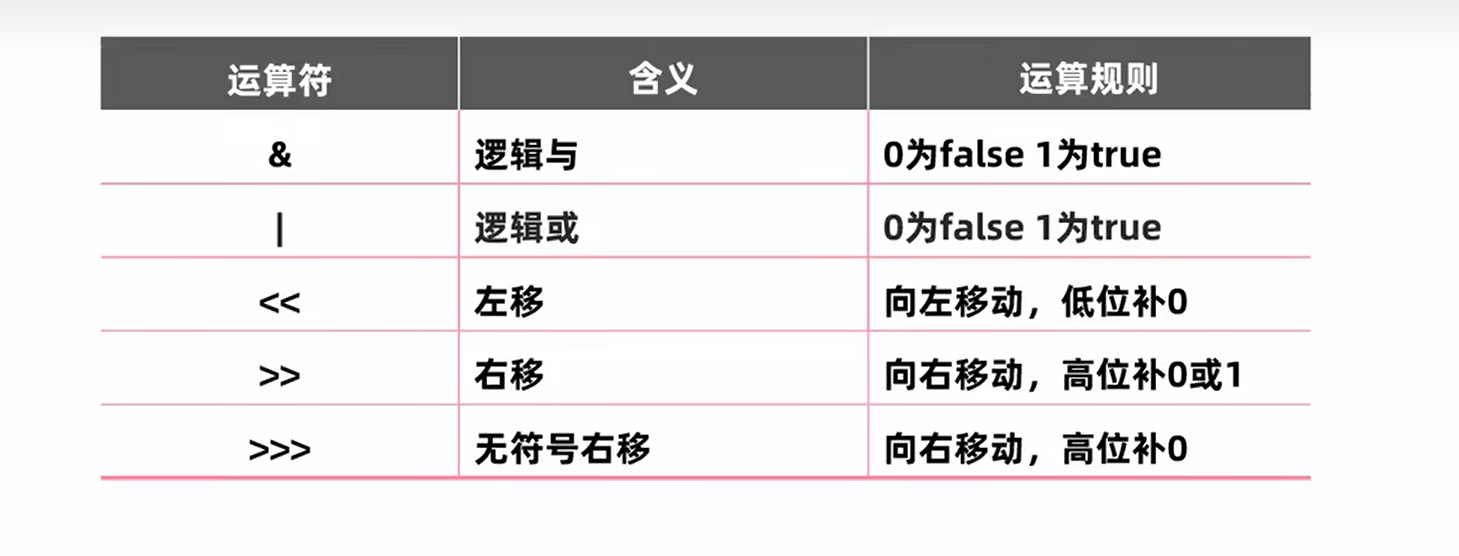 运算符 含义 运算规则
& 逻辑与 0为false 1为true
| 逻辑或 0为false 1为true
<< 左移 向左移动，低位补0
>> 右移 向右移动，高位补0或1
>>> 无符号右移 向右移动，高位补0